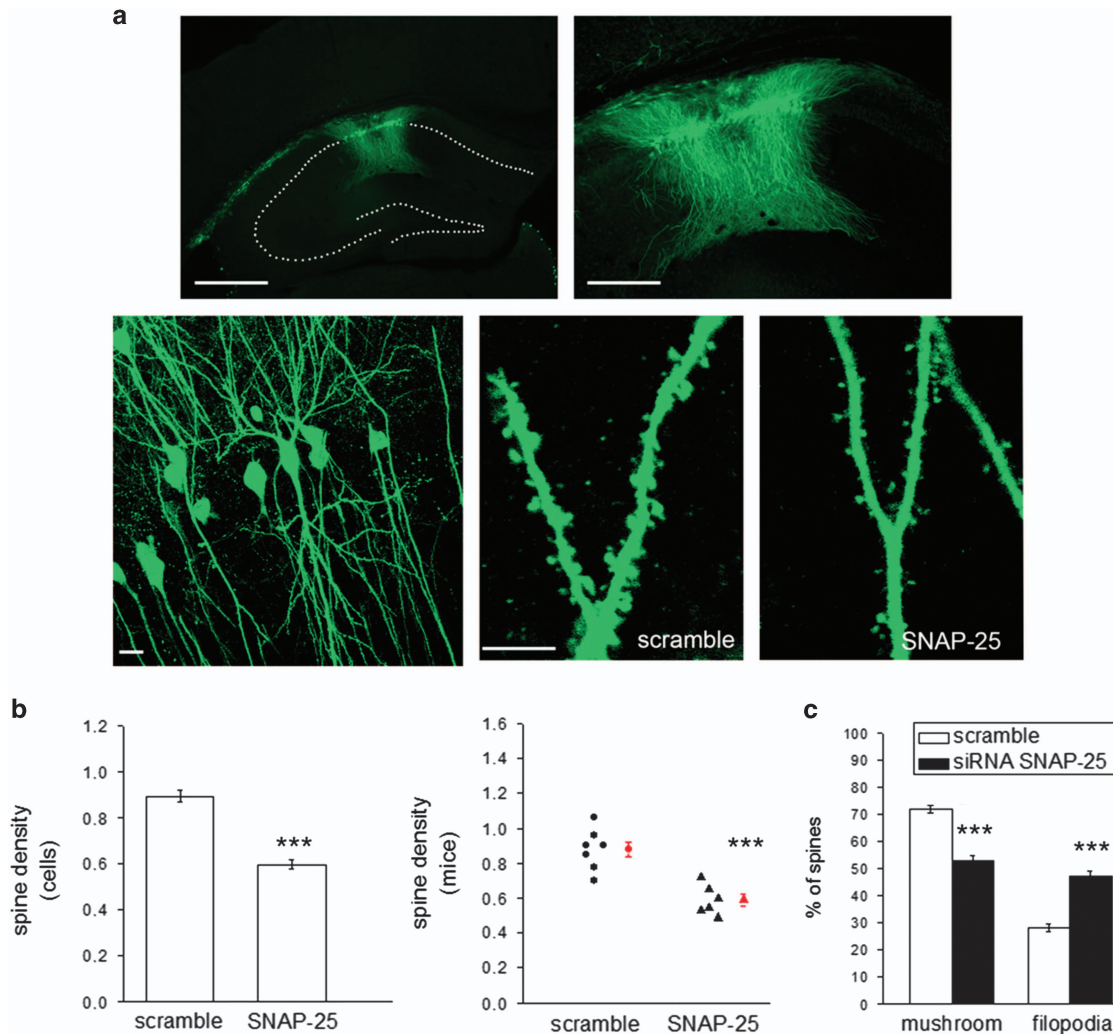 a
scramble
SNAP-25
b
spine density
(cells)
1.2
1.0
0.8
0.6
0.4
0.2
0.0
***
scramble
SNAP-25
spine density
(mice)
1.6
1.4
1.2
1.0
0.8
0.6
0.4
0.2
0.0
***
scramble
SNAP-25
c
% of spines
100
90
80
70
60
50
40
30
20
10
0
scramble
siRNA SNAP-25
***
***
mushroom
filopodia